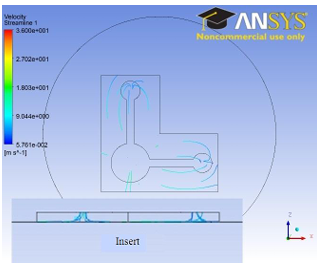 Velocity
Streamline 1
3.600e+001
2.702e+001
1.803e+001
9.044e+000
5.761e-002
[m s^-1]
ANSYS
Noncommercial use only
Insert
Z
X